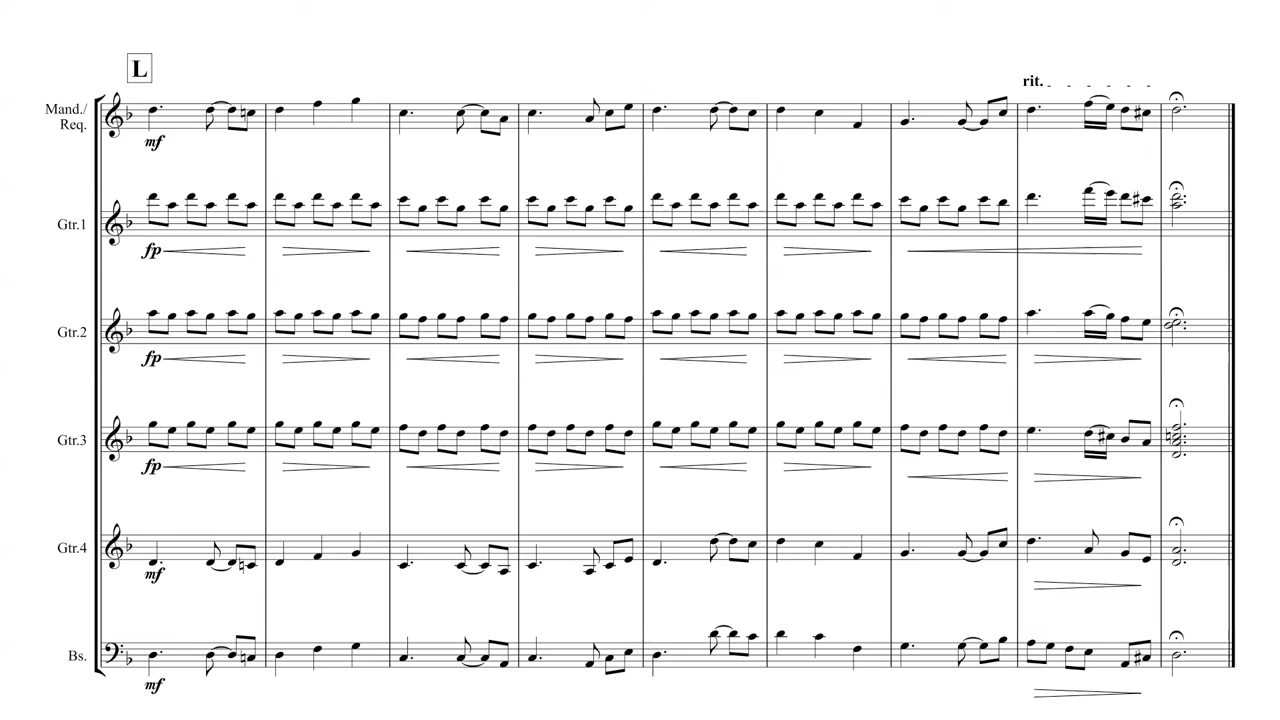 L
rit.
Mand./
Req.
mf
Gtr.1
fp
Gtr.2
fp
Gtr.3
fp
Gtr.4
mf
Bs.
mf